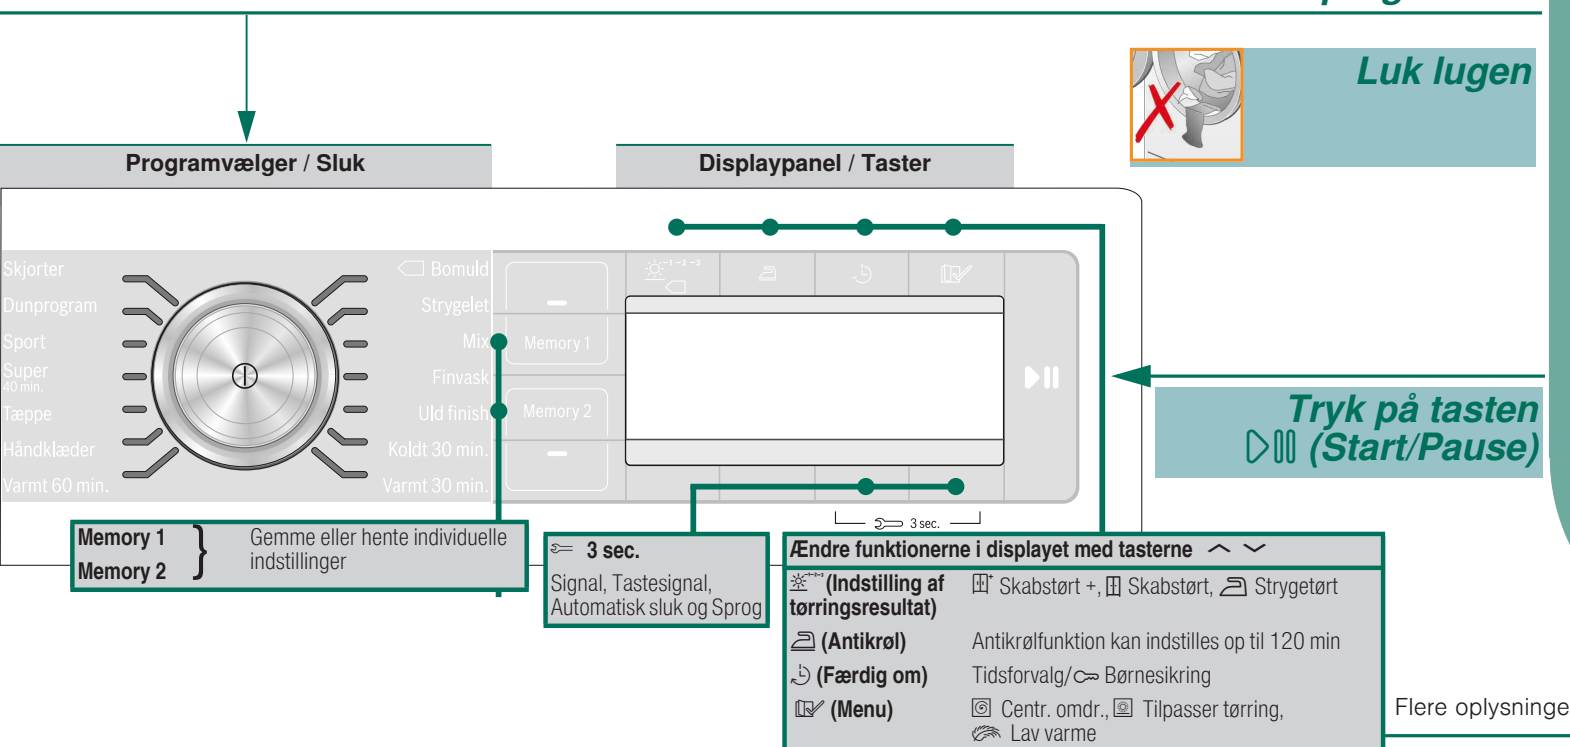 Luk lugen
Programvælger / Sluk
Displaypanel / Taster
Skjorter
Dunprogram
Sport
Super
40 min.
Tæppe
Håndklæder
Varmt 60 min.
Bomuld
Strygelet
Mix
Finvask
Uld finish
Koldt 30 min.
Varmt 30 min.
Memory 1
Memory 2
-1 -2 -3
Tryk på tasten
(Start/Pause)
3 sec.
Memory 1
Memory 2
Gemme eller hente individuelle
indstillinger
3 sec.
Signal, Tastesignal,
Automatisk sluk og Sprog
Ændre funktionerne i displayet med tasterne
(Indstilling af
tørringsresultat)
Skabstørt +, Skabstørt, Strygetørt
(Antikrøl) Antikrølfunktion kan indstilles op til 120 min
(Færdig om) Tidsforvalg/ Børnesikring
(Menu) Centr. omdr., Tilpasser tørring,
Lav varme
Flere oplysninge